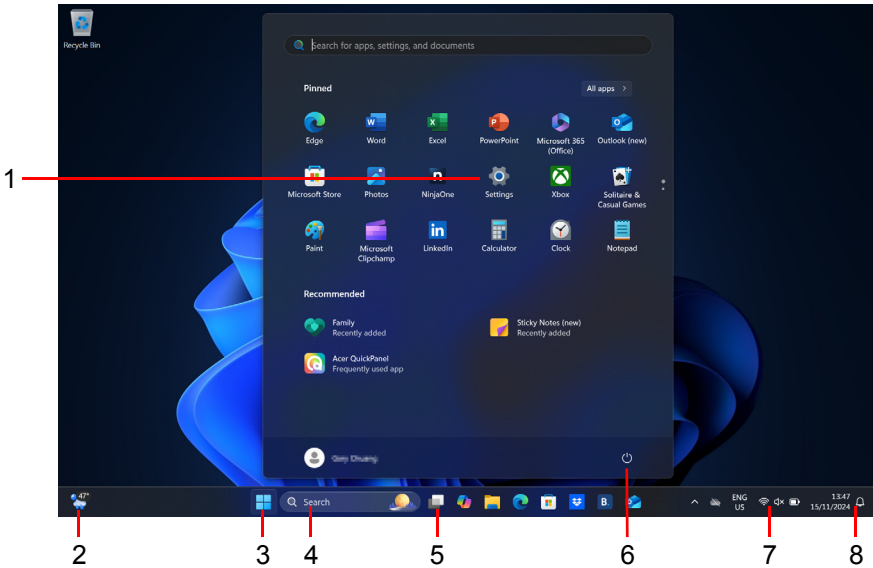 Recycle Bin
Search for apps, settings, and documents
Pinned
All apps >
Edge
Word
Excel
PowerPoint
Microsoft 365
(Office)
Outlook (new)
1
Microsoft Store
Photos
NinjaOne
Settings
Xbox
Solitaire &
Casual Games
Paint
Microsoft
Clipchamp
LinkedIn
Calculator
Clock
Notepad
Recommended
Family
Recently added
Sticky Notes (new)
Recently added
Acer QuickPanel
Frequently used app
47°
Search
ENG
US
13:47
15/11/2024
2
3
4
5
6
7
8